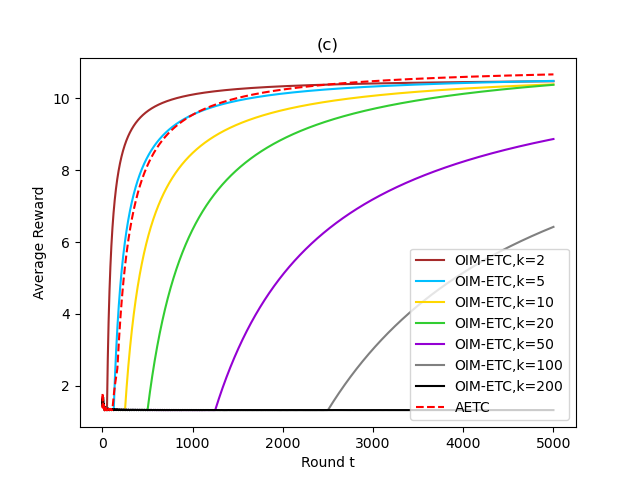 (c)
Average Reward
10
8
6
4
2
OIM-ETC,k=2
OIM-ETC,k=5
OIM-ETC,k=10
OIM-ETC,k=20
OIM-ETC,k=50
OIM-ETC,k=100
OIM-ETC,k=200
AETC
0 1000 2000 3000 4000 5000
Round t